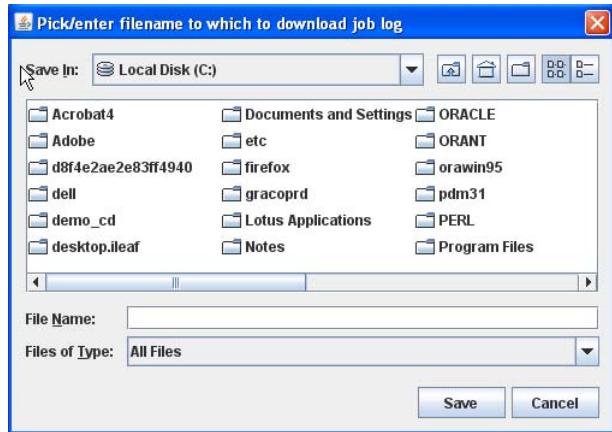 Pick/enter filename to which to download job log
Save In: Local Disk (C:)
Acrobat4 Documents and Settings ORACLE
Adobe etc ORANT
d8f4e2ae2e83ff4940 firefox orawin95
dell gracoprd pdm31
demo_cd Lotus Applications PERL
desktop.ileaf Notes Program Files
File Name:
Files of Type: All Files
Save Cancel